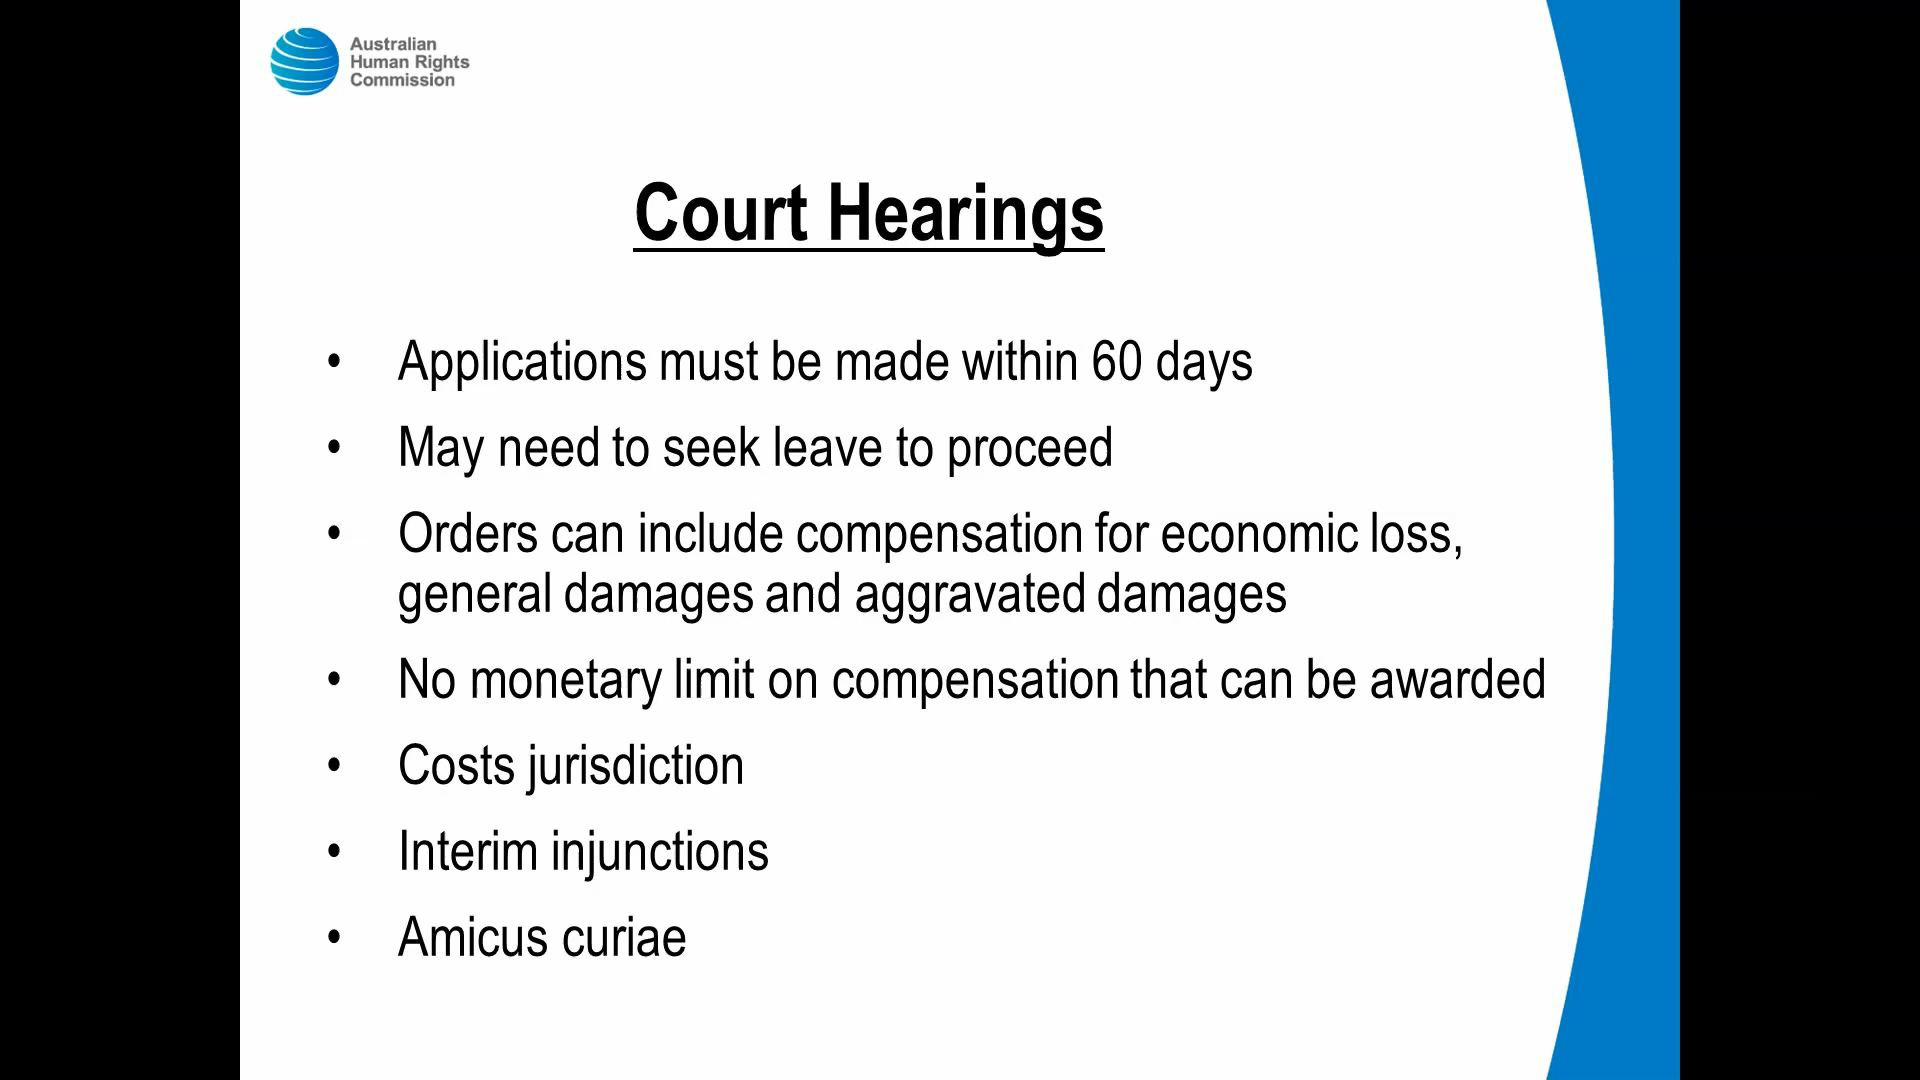 Australian
Human Rights
Commission
Court Hearings
• Applications must be made within 60 days
• May need to seek leave to proceed
• Orders can include compensation for economic loss,
general damages and aggravated damages
• No monetary limit on compensation that can be awarded
• Costs jurisdiction
• Interim injunctions
• Amicus curiae